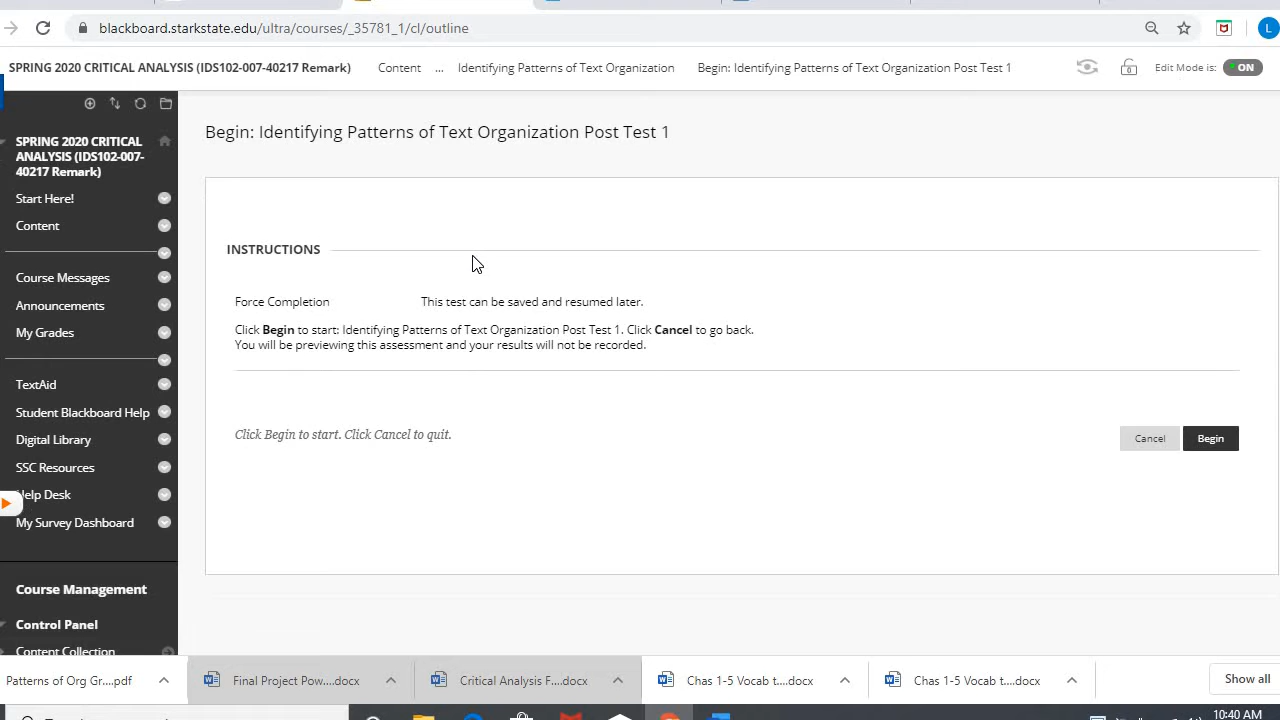 blackboard.starkstate.edu/ultra/courses/_35781_1/cl/outline
L
SPRING 2020 CRITICAL ANALYSIS (IDS102-007-40217 Remark) Content ... Identifying Patterns of Text Organization Begin: Identifying Patterns of Text Organization Post Test 1 Edit Mode is: ON
SPRING 2020 CRITICAL
ANALYSIS (IDS102-007-
40217 Remark)
Start Here!
Content
Course Messages
Announcements
My Grades
TextAid
Student Blackboard Help
Digital Library
SSC Resources
Help Desk
My Survey Dashboard
Course Management
Control Panel
Content Collection
Begin: Identifying Patterns of Text Organization Post Test 1
INSTRUCTIONS
Force Completion This test can be saved and resumed later.
Click Begin to start: Identifying Patterns of Text Organization Post Test 1. Click Cancel to go back.
You will be previewing this assessment and your results will not be recorded.
Click Begin to start. Click Cancel to quit.
Cancel Begin
Patterns of Org Gr....pdf Final Project Pow....docx Critical Analysis F....docx Chas 1-5 Vocab t....docx Chas 1-5 Vocab t....docx Show all
10:40 AM